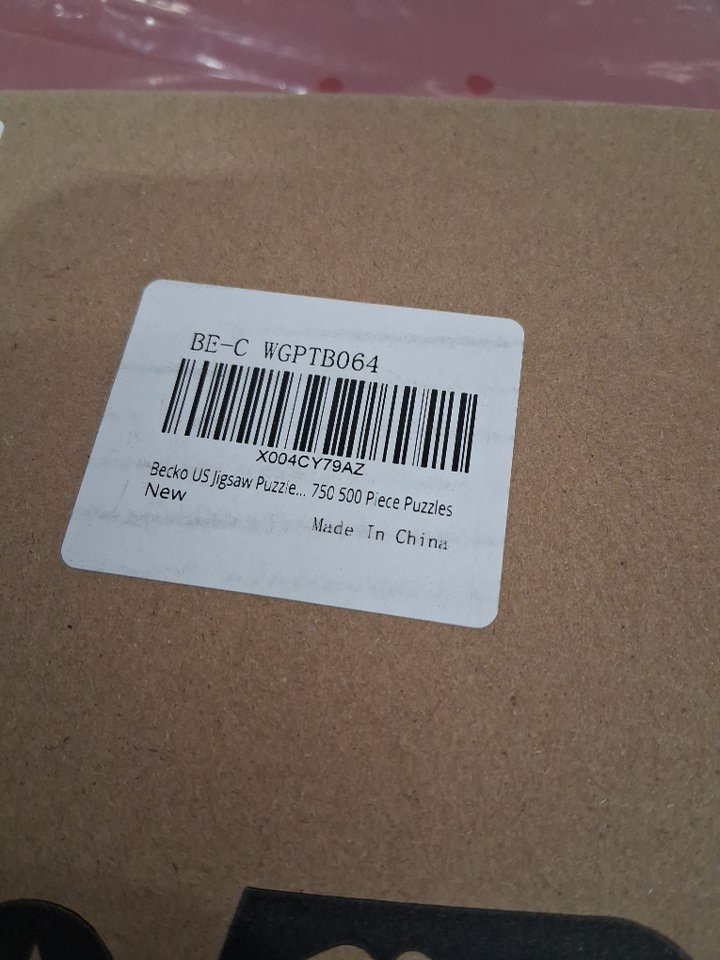 BE-C WGPTB064
X004CY79AZ
Becko US Jigsaw Puzzle... 750 500 Piece Puzzles
New
Made In China